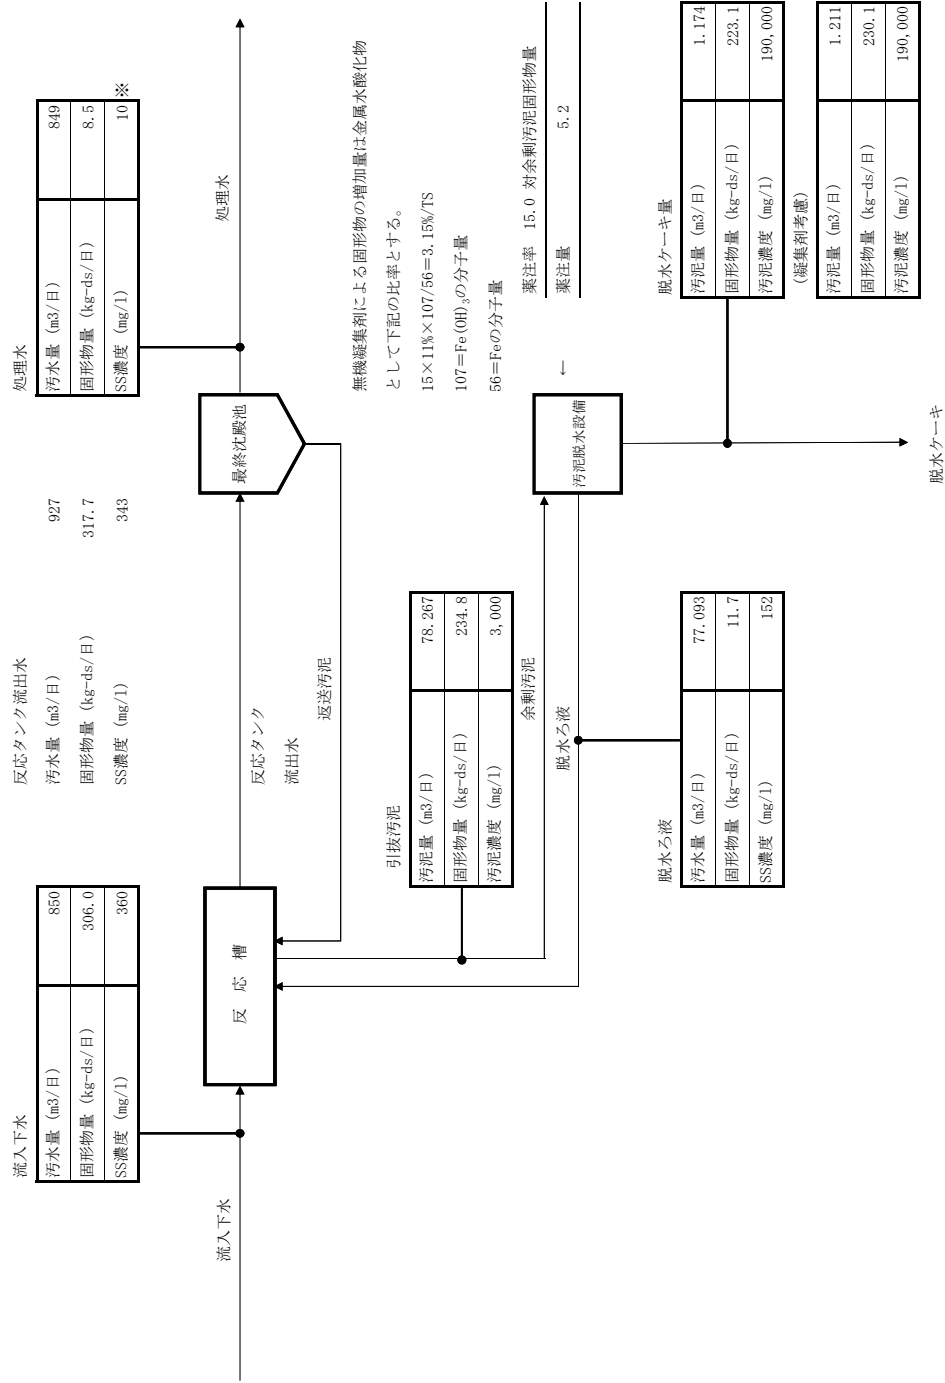 流入下水
汚水量 (m3/日) 850
固形物量 (kg-ds/日) 306.0
SS濃度 (mg/l) 360
反応タンク流出水
汚水量 (m3/日) 927
固形物量 (kg-ds/日) 317.7
SS濃度 (mg/l) 343
処理水
汚水量 (m3/日) 849
固形物量 (kg-ds/日) 8.5
SS濃度 (mg/l) 10 ※
流入下水
反応槽
反応タンク
流出水
最終沈殿池
処理水
返送汚泥
無機凝集剤による固形物の増加量は金属水酸化物
として下記の比率とする。
15×11%×107/56=3.15%/TS
107=Fe(OH)₃の分子量
56=Feの分子量
引抜汚泥
汚泥量 (m3/日) 78.267
固形物量 (kg-ds/日) 234.8
汚泥濃度 (mg/l) 3,000
余剰汚泥
脱水ろ液
汚泥脱水設備
←
薬注率 15.0 対余剰汚泥固形物量
薬注量 5.2
脱水ろ液
汚水量 (m3/日) 77.093
固形物量 (kg-ds/日) 11.7
SS濃度 (mg/l) 152
脱水ケーキ量
汚泥量 (m3/日) 1.174
固形物量 (kg-ds/日) 223.1
汚泥濃度 (mg/l) 190,000
(凝集剤考慮)
汚泥量 (m3/日) 1.211
固形物量 (kg-ds/日) 230.1
汚泥濃度 (mg/l) 190,000
脱水ケーキ